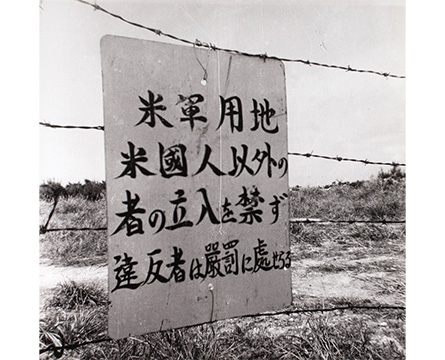 米軍用地
米國人以外の
者の立入を禁ず
違反者は嚴罰に處せらる